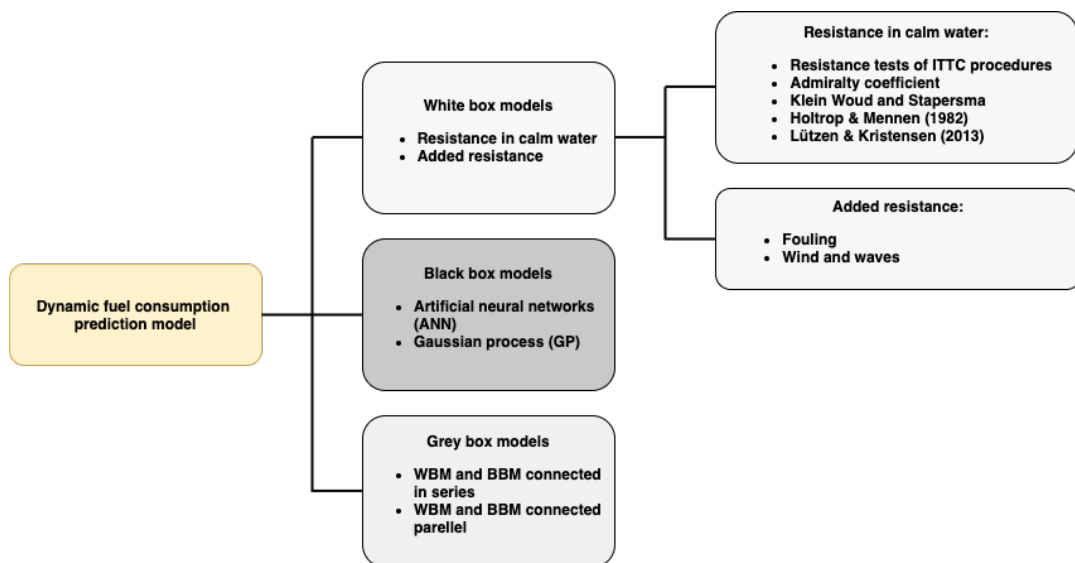 Dynamic fuel consumption
prediction model
White box models
• Resistance in calm water
• Added resistance
Black box models
• Artificial neural networks
(ANN)
• Gaussian process (GP)
Grey box models
• WBM and BBM connected
in series
• WBM and BBM connected
parellel
Resistance in calm water:
• Resistance tests of ITTC procedures
• Admiralty coefficient
• Klein Woud and Stapersma
• Holtrop & Mennen (1982)
• Lützen & Kristensen (2013)
Added resistance:
• Fouling
• Wind and waves